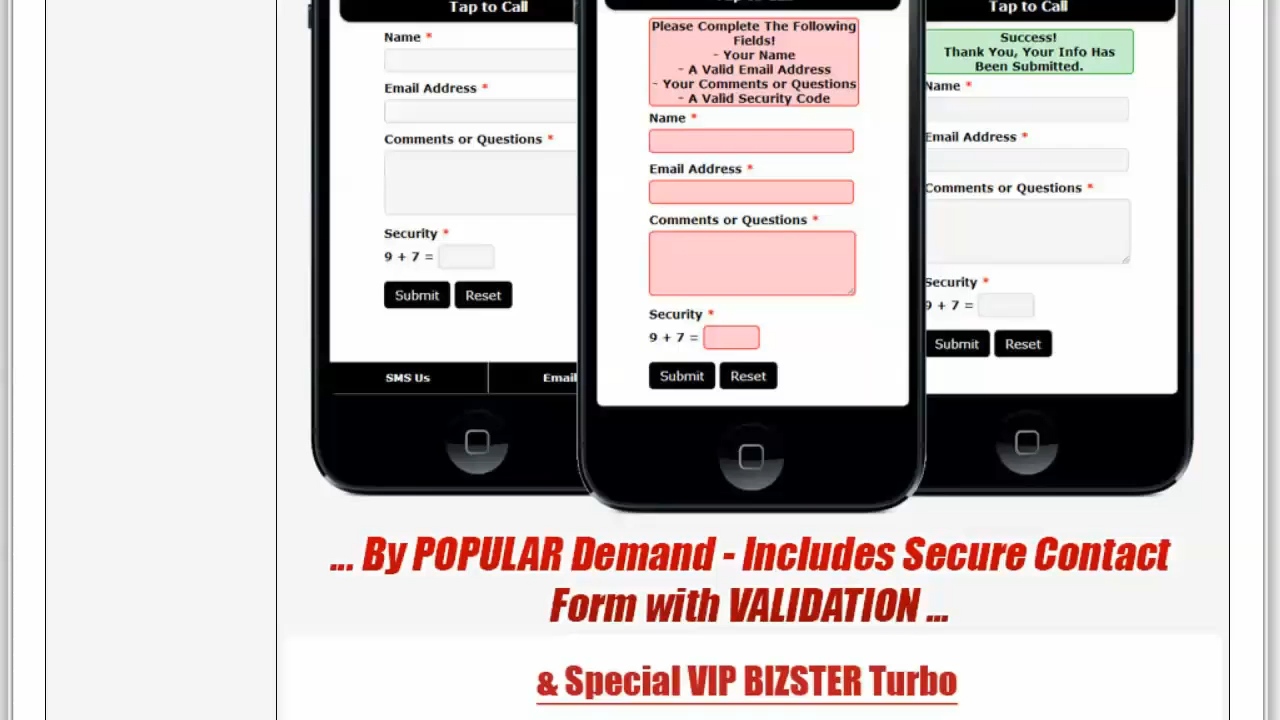 Tap to Call
Name *
Email Address *
Comments or Questions *
Security *
9 + 7 =
Submit Reset
SMS Us Email
Please Complete The Following
Fields!
- Your Name
- A Valid Email Address
- Your Comments or Questions
- A Valid Security Code
Name *
Email Address *
Comments or Questions *
Security *
9 + 7 =
Submit Reset
Tap to Call
Success!
Thank You, Your Info Has
Been Submitted.
Name *
Email Address *
Comments or Questions *
Security *
9 + 7 =
Submit Reset
... By POPULAR Demand - Includes Secure Contact
Form with VALIDATION ...
& Special VIP BIZSTER Turbo